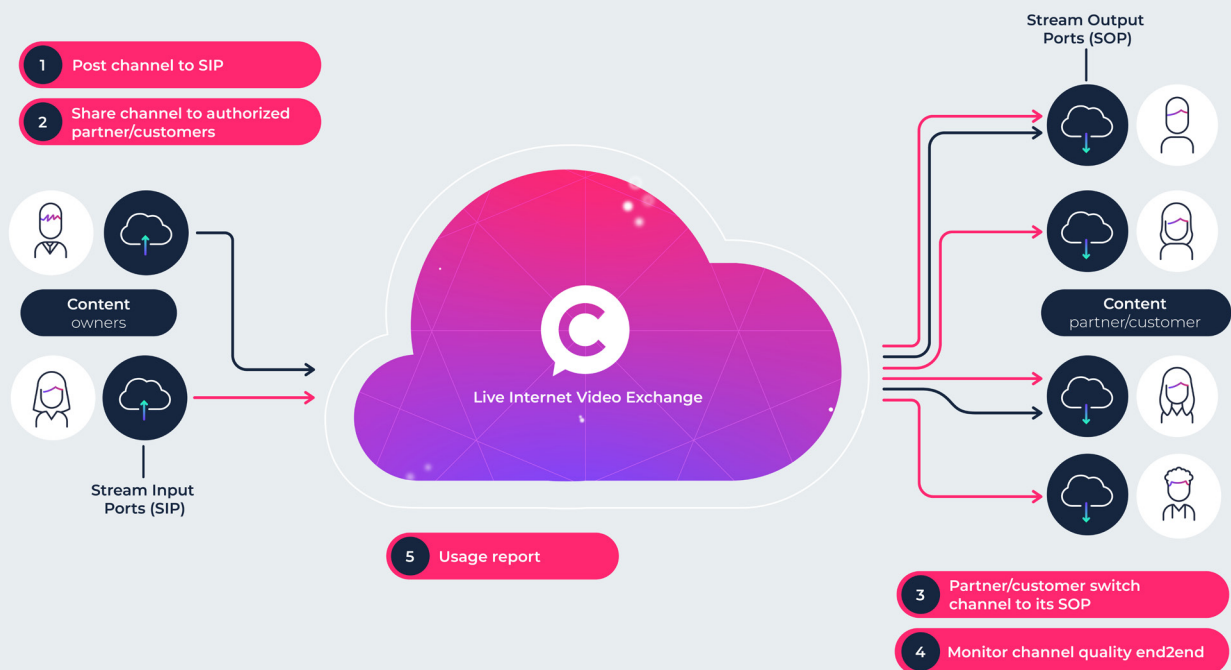 1 Post channel to SIP
2 Share channel to authorized
partner/customers
Content
owners
Stream Input
Ports (SIP)
C
Live Internet Video Exchange
5 Usage report
Stream Output
Ports (SOP)
Content
partner/customer
3 Partner/customer switch
channel to its SOP
4 Monitor channel quality end2end